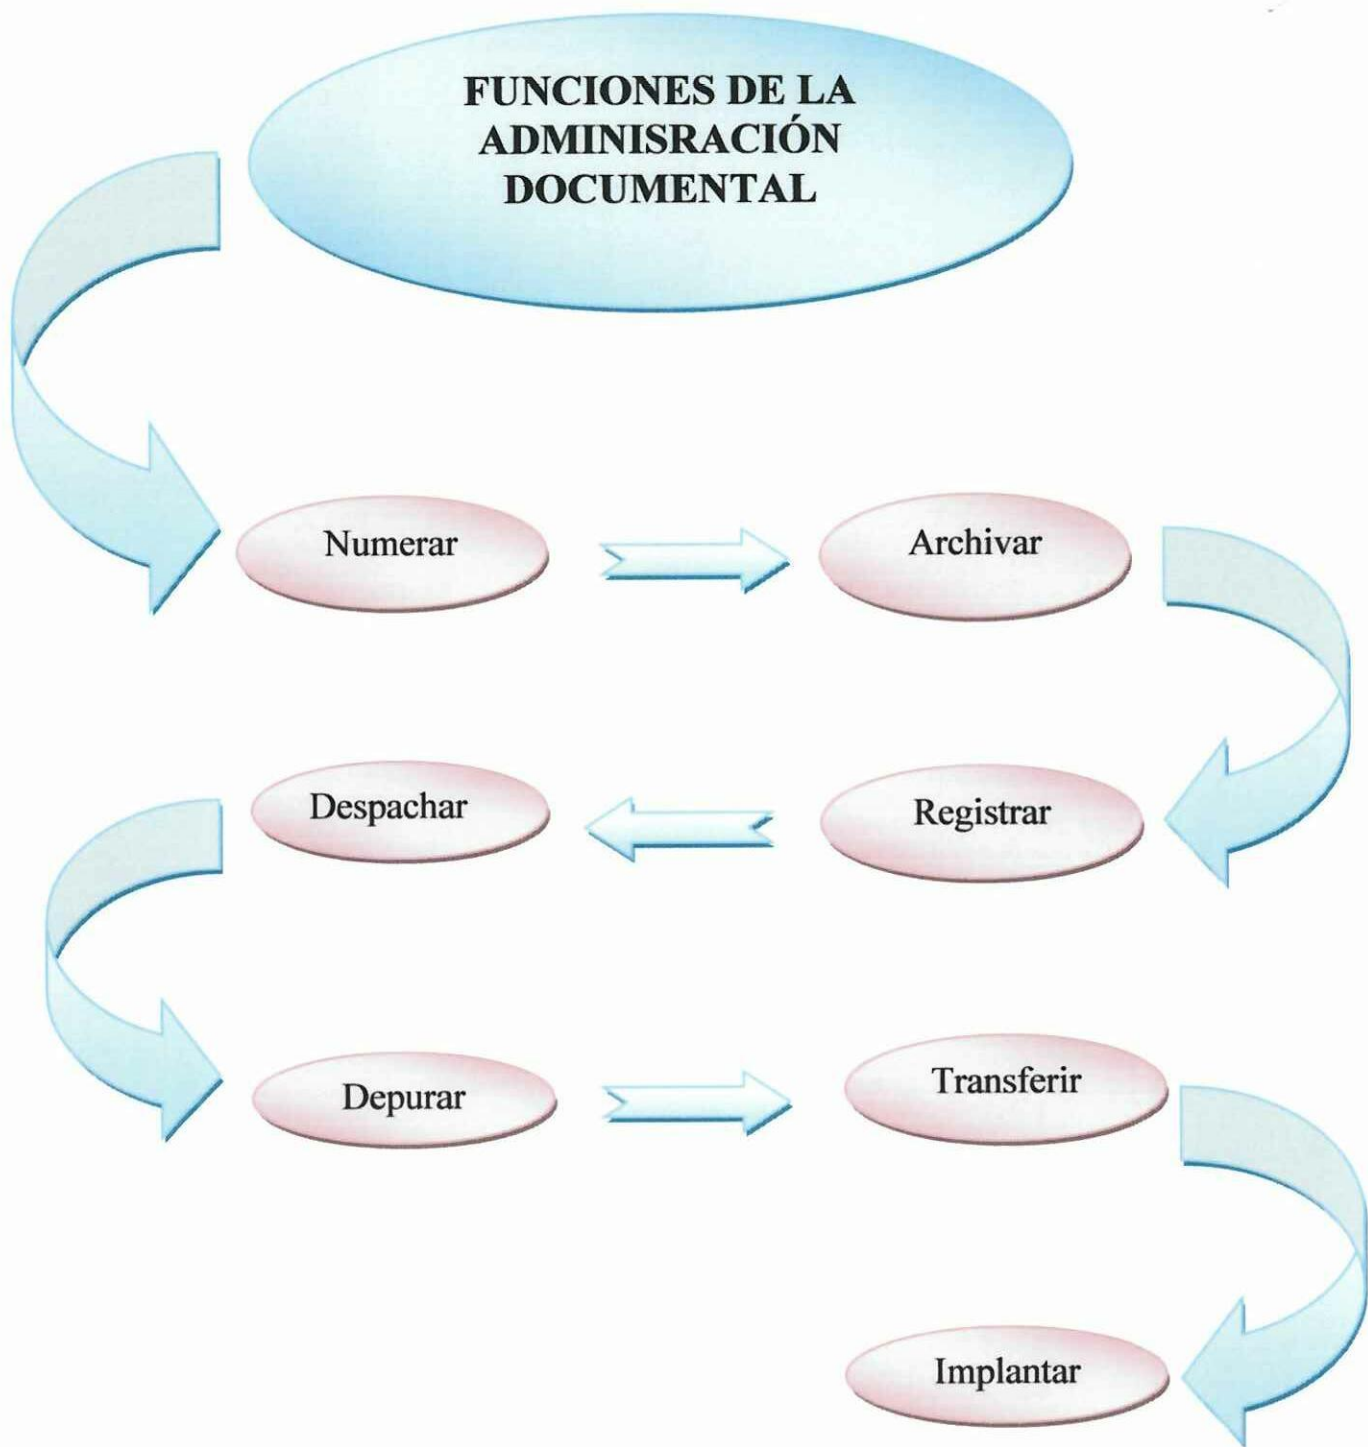 FUNCIONES DE LA
ADMINISRACIÓN
DOCUMENTAL
Numerar
Archivar
Registrar
Despachar
Depurar
Transferir
Implantar